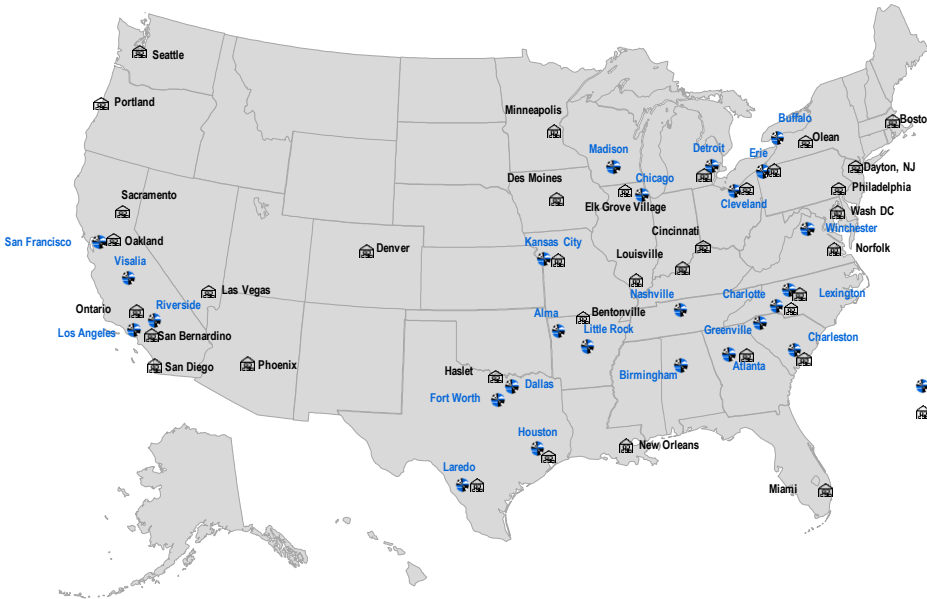 Seattle
Portland
Minneapolis
Buffalo
Bosto
Olean
Madison
Detroit
Erie
Dayton, NJ
Des Moines
Chicago
Philadelphia
Sacramento
Elk Grove Village
Cleveland
Wash DC
San Francisco
Oakland
Denver
Kansas City
Cincinnati
Winchester
Norfolk
Visalia
Louisville
Las Vegas
Nashville
Charlotte
Lexington
Ontario
Riverside
Alma
Bentonville
Los Angeles
San Bernardino
Little Rock
Greenville
Charleston
San Diego
Phoenix
Haslet
Birmingham
Atlanta
Dallas
Fort Worth
Houston
New Orleans
Laredo
Miami